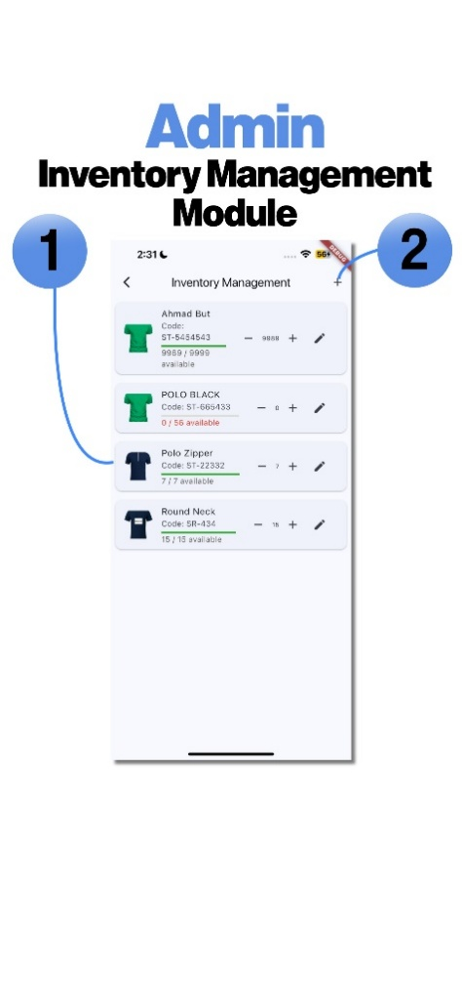 Admin
Inventory Management
Module
1
2
2:31
56
DEBUG
Inventory Management
Ahmad But
Code:
ST-5454543
9989 / 9999
available
9989
POLO BLACK
Code: ST-665433
0 / 56 available
0
Polo Zipper
Code: ST-22332
7 / 7 available
7
Round Neck
Code: SR-434
15 / 15 available
15